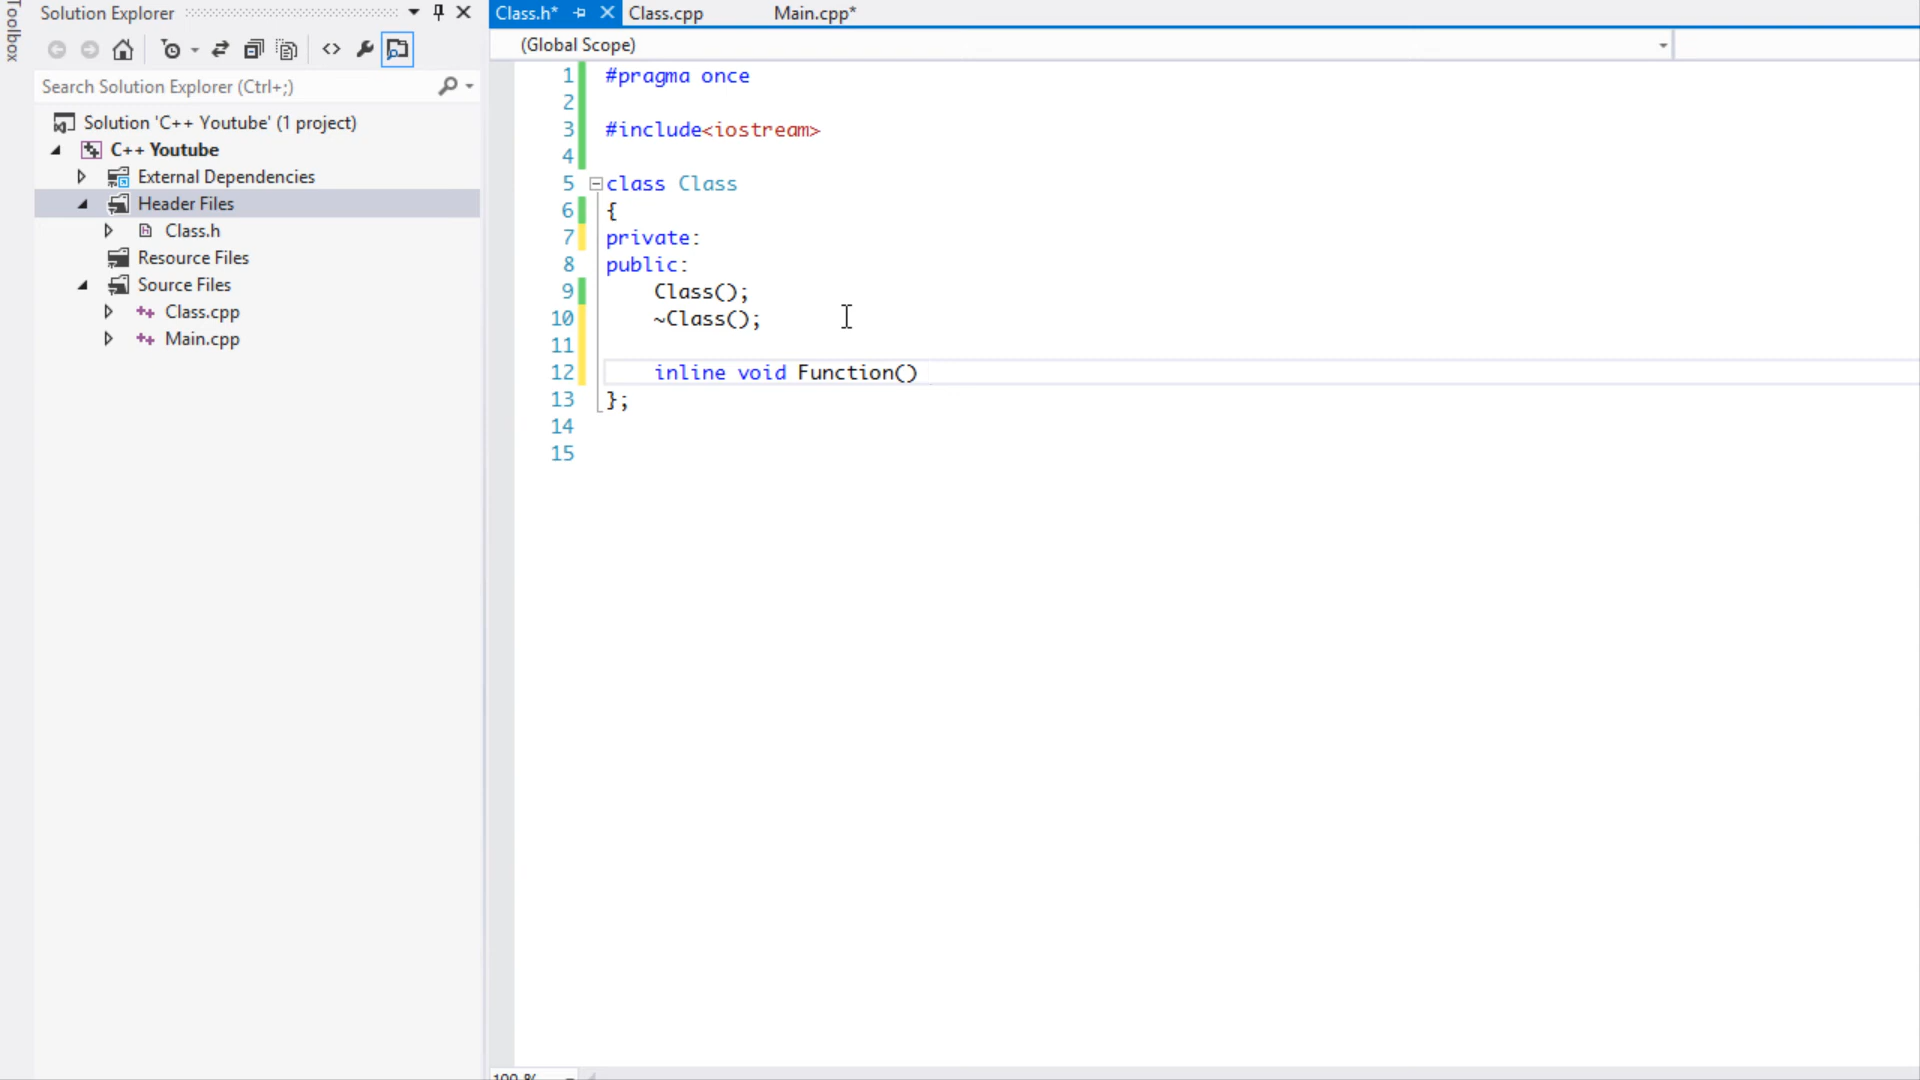 Toolbox
Solution Explorer
Search Solution Explorer (Ctrl+;)
Solution 'C++ Youtube' (1 project)
C++ Youtube
External Dependencies
Header Files
Class.h
Resource Files
Source Files
Class.cpp
Main.cpp
Class.h* Class.cpp Main.cpp*
(Global Scope)
1 #pragma once
2
3 #include<iostream>
4
5 class Class
6 {
7 private:
8 public:
9 Class();
10 ~Class();
11
12 inline void Function()
13 };
14
15
100 %